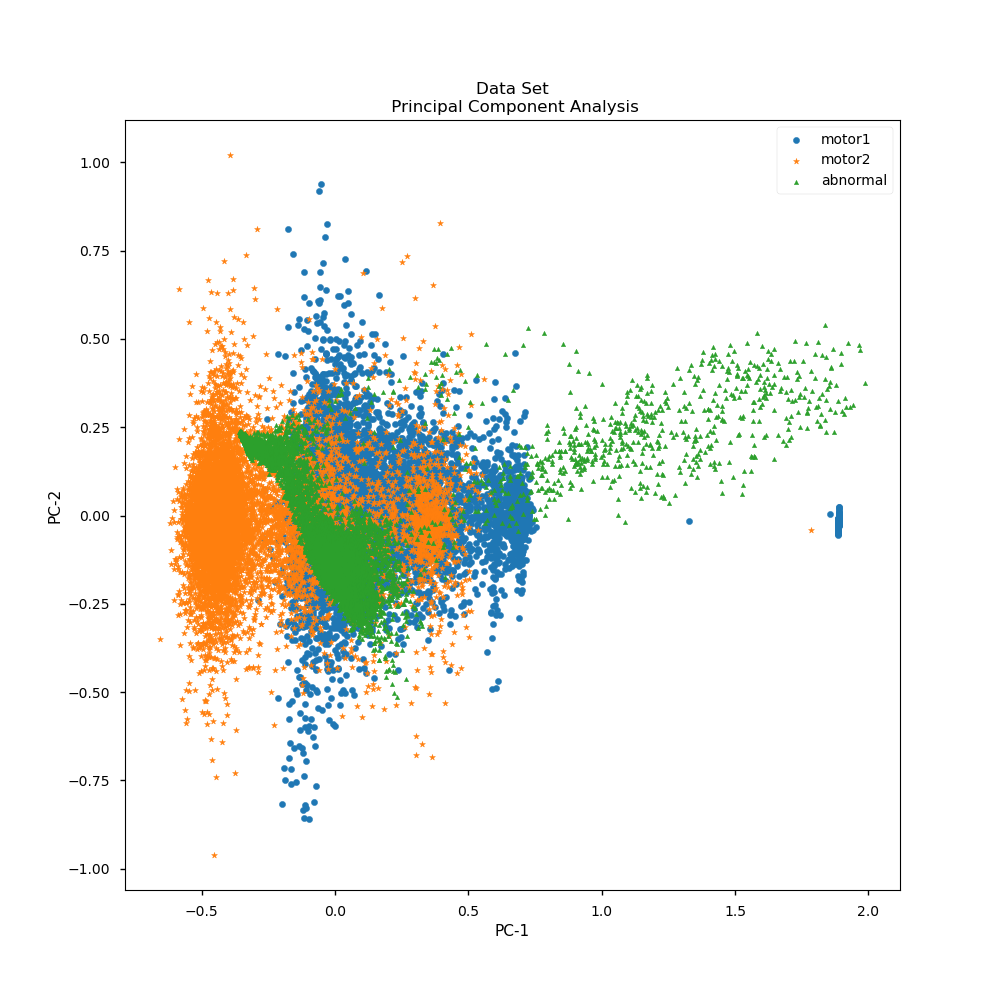 Data Set
Principal Component Analysis
motor1
motor2
abnormal
1.00
0.75
0.50
0.25
0.00
−0.25
−0.50
−0.75
−1.00
PC-2
−0.5
0.0
0.5
1.0
1.5
2.0
PC-1